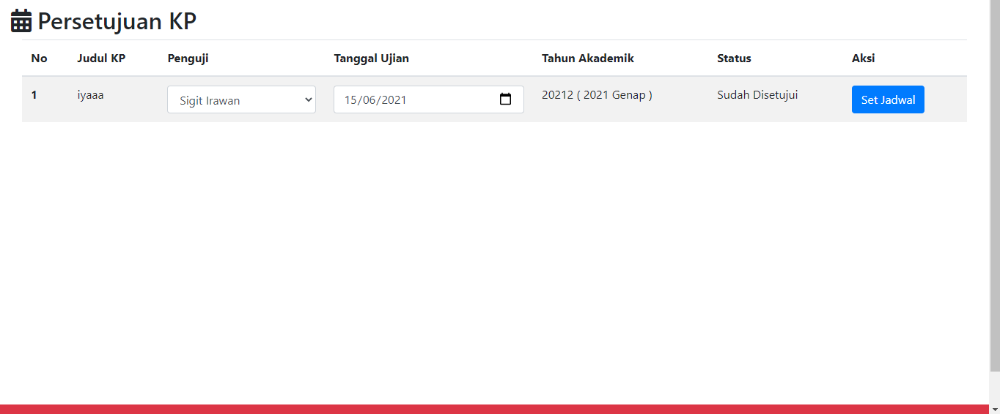 Persetujuan KP
No Judul KP Penguji Tanggal Ujian Tahun Akademik Status Aksi
1 iyaaa Sigit Irawan 15/06/2021 20212 ( 2021 Genap ) Sudah Disetujui Set Jadwal